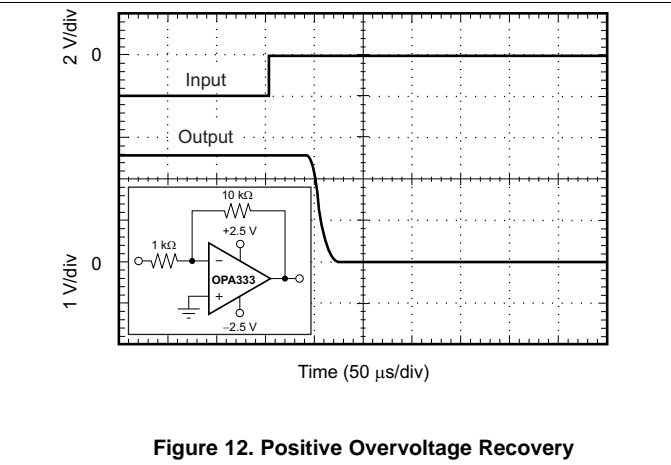 2 V/div
0
Input
Output
10 kΩ
+2.5 V
1 kΩ
−
OPA333
+
−2.5 V
1 V/div
0
Time (50 μs/div)
Figure 12. Positive Overvoltage Recovery